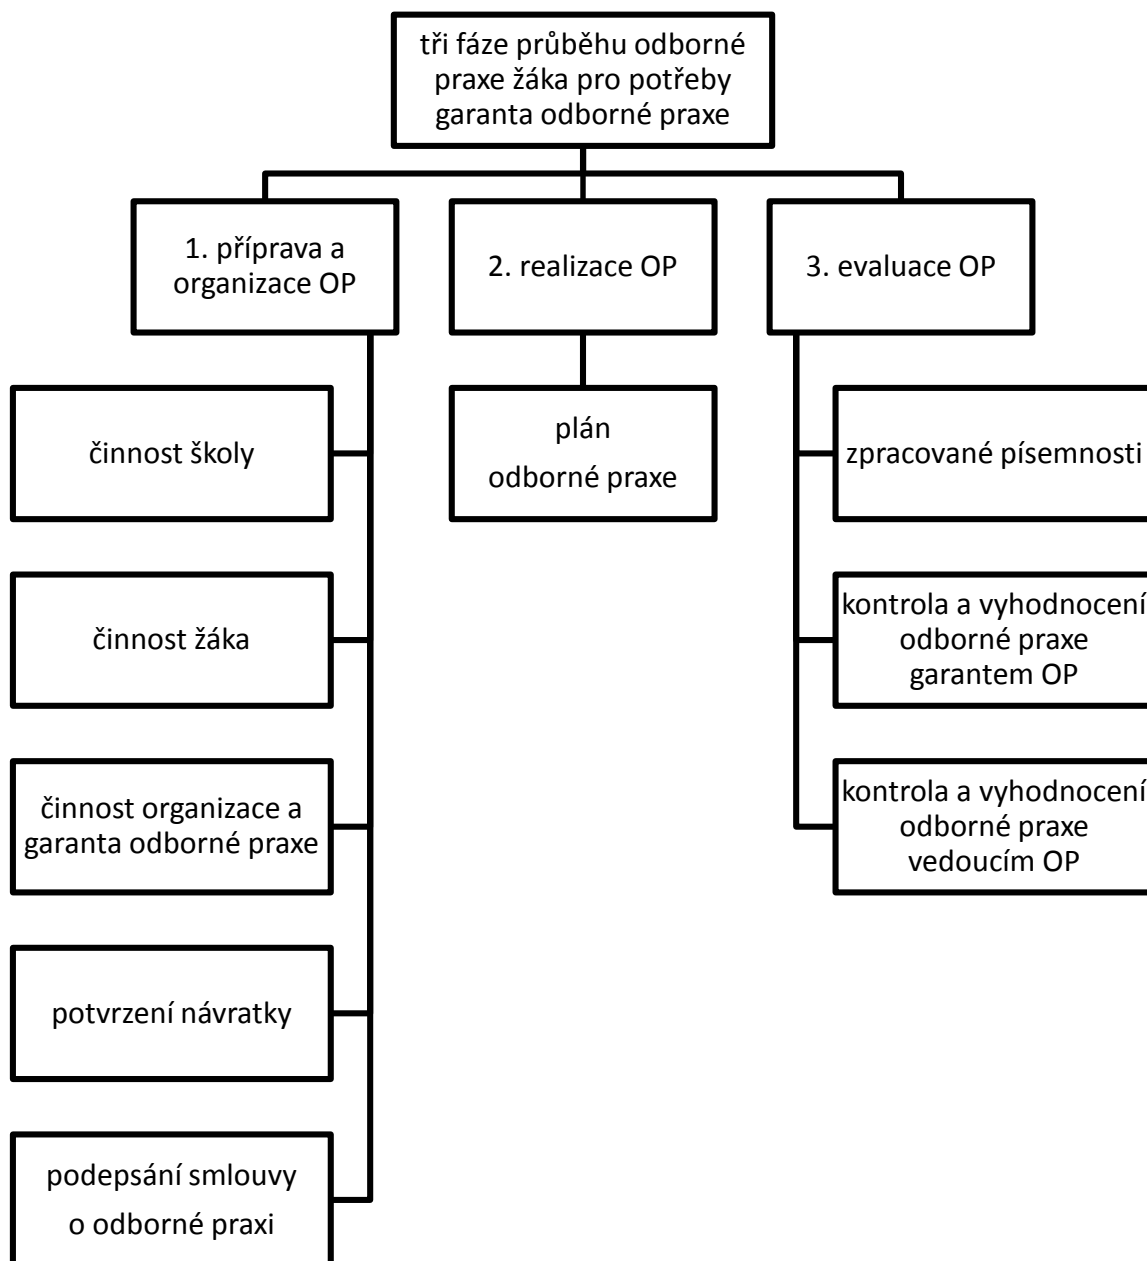 tři fáze průběhu odborné
praxe žáka pro potřeby
garanta odborné praxe
1. příprava a
organizace OP
2. realizace OP
3. evaluace OP
činnost školy
činnost žáka
činnost organizace a
garanta odborné praxe
potvrzení návratky
podepsání smlouvy
o odborné praxi
plán
odborné praxe
zpracované písemnosti
kontrola a vyhodnocení
odborné praxe
garantem OP
kontrola a vyhodnocení
odborné praxe
vedoucím OP